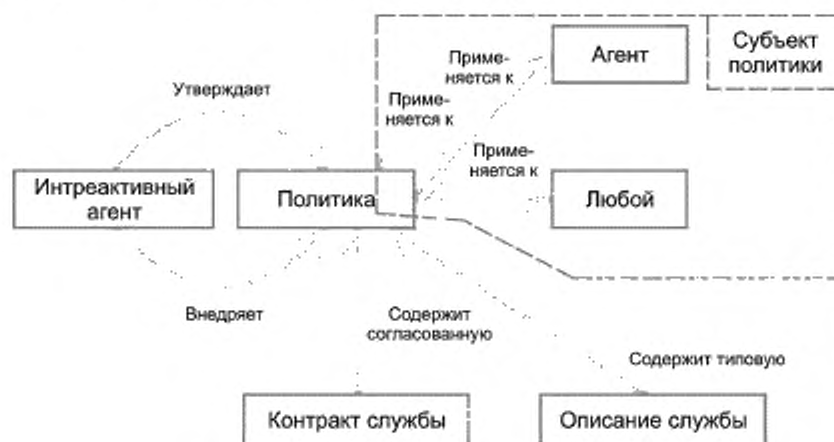 Агент
Субъект
политики
Приме-
няется к
Утверждает
Приме-
няется к
Приме-
няется к
Интреактивный
агент
Политика
Любой
Внедряет
Содержит
согласованную
Содержит типовую
Контракт службы
Описание службы